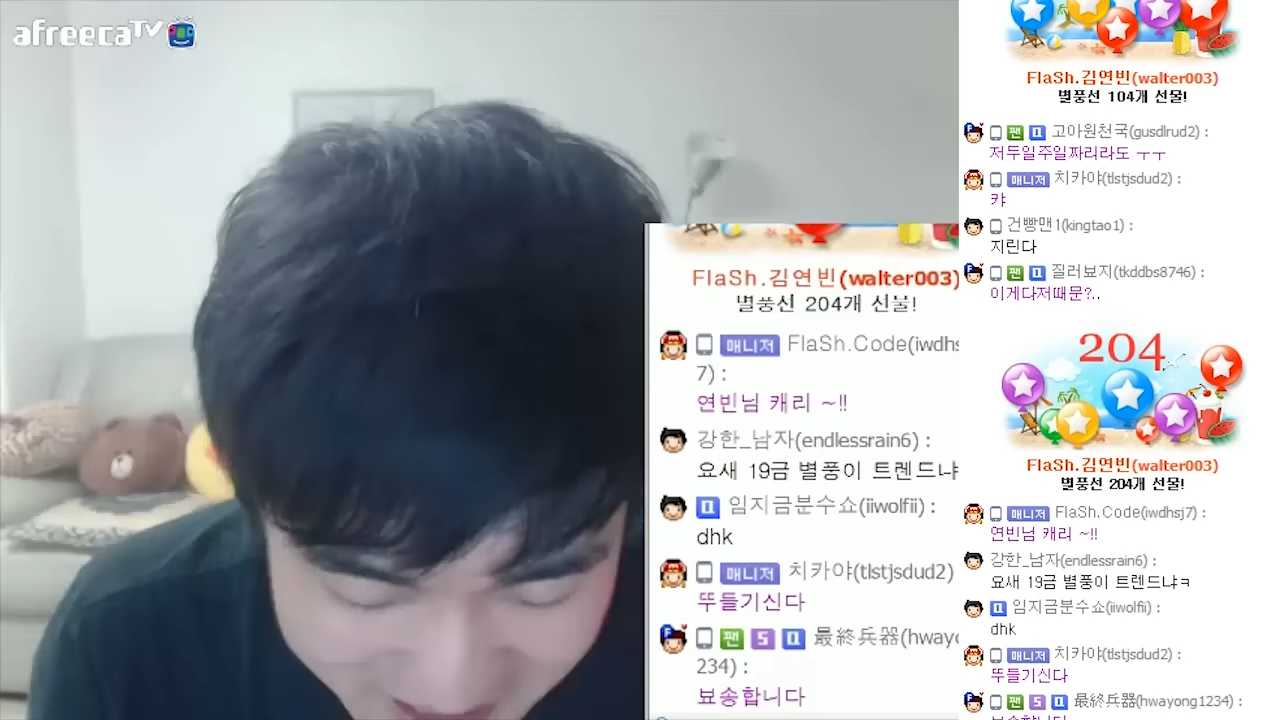 afreecaTV
FlaSh.김연빈(walter003)
별풍선 204개 선물!
매니저 FlaSh.Code(iwdhs
7) :
연빈님 캐리 ~!!
강한_남자(endlessrain6) :
요새 19금 별풍이 트렌드냐
임지금분수쇼(iiwolfii) :
dhk
매니저 치카야(tlstjsdud2)
뚜들기신다
F 팬 S 最終兵器(hwayo
234) :
뵤송합니다
FlaSh.김연빈(walter003)
별풍선 104개 선물!
F 팬 고아원천국(gusdlrud2) :
저두일주일짜리라도 ㅜㅜ
매니저 치카야(tlstjsdud2) :
캬
건빵맨1(kingtao1) :
지린다
F 팬 질러보지(tkddbs8746) :
이게다저때문?..
204
FlaSh.김연빈(walter003)
별풍선 204개 선물!
매니저 FlaSh.Code(iwdhsj7) :
연빈님 캐리 ~!!
강한_남자(endlessrain6) :
요새 19금 별풍이 트렌드냐ㅋ
임지금분수쇼(iiwolfii) :
dhk
매니저 치카야(tlstjsdud2) :
뚜들기신다
F 팬 S 最終兵器(hwayong1234) :